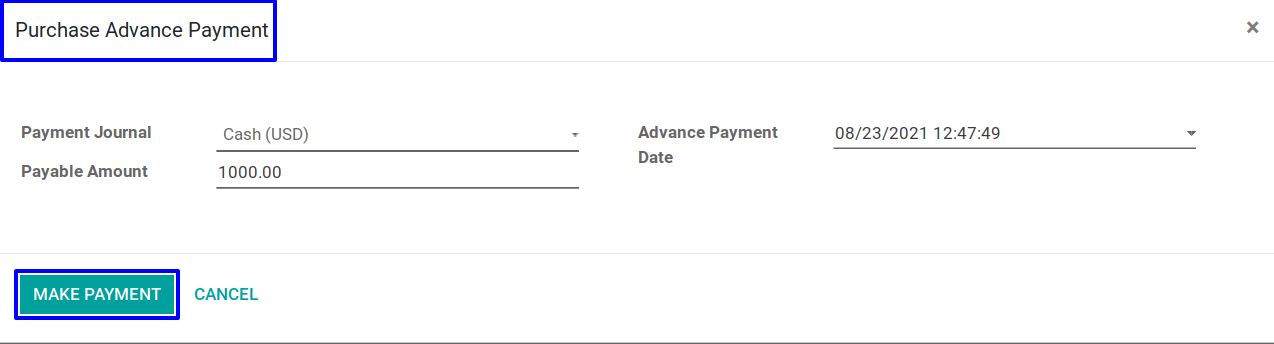 Purchase Advance Payment
×
Payment Journal
Cash (USD)
Advance Payment
Date
08/23/2021 12:47:49
Payable Amount
1000.00
MAKE PAYMENT
CANCEL